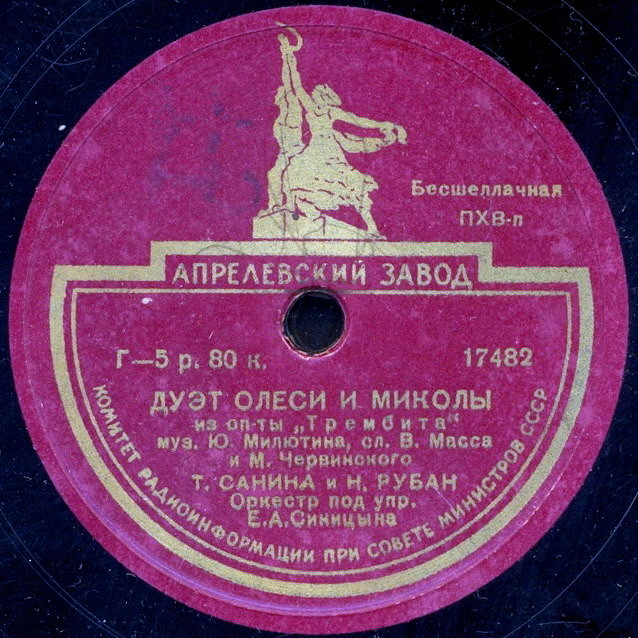 Бесшеллачная
ПХВ-п
АПРЕЛЕВСКИЙ ЗАВОД
Г—5 р. 80 к.
17482
ДУЭТ ОЛЕСИ И МИКОЛЫ
из оп-ты „Трембита“
муз. Ю. Милютина, сл. В. Масса
и М. Червинского
Т. САНИНА и Н. РУБАН
Оркестр под упр.
Е.А.Синицына
КОМИТЕТ РАДИОИНФОРМАЦИИ ПРИ СОВЕТЕ МИНИСТРОВ СССР